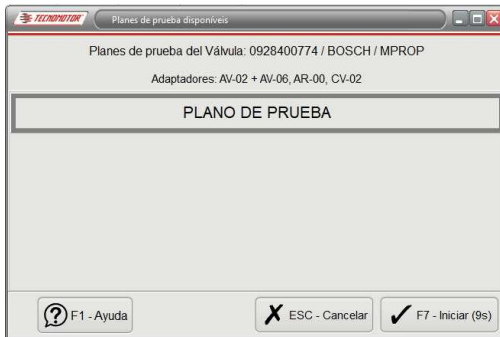 TECNOMOTOR Planes de prueba disponíveis
Planes de prueba del Válvula: 0928400774 / BOSCH / MPROP
Adaptadores: AV-02 + AV-06, AR-00, CV-02
PLANO DE PRUEBA
F1 - Ayuda ESC - Cancelar F7 - Iniciar (9s)